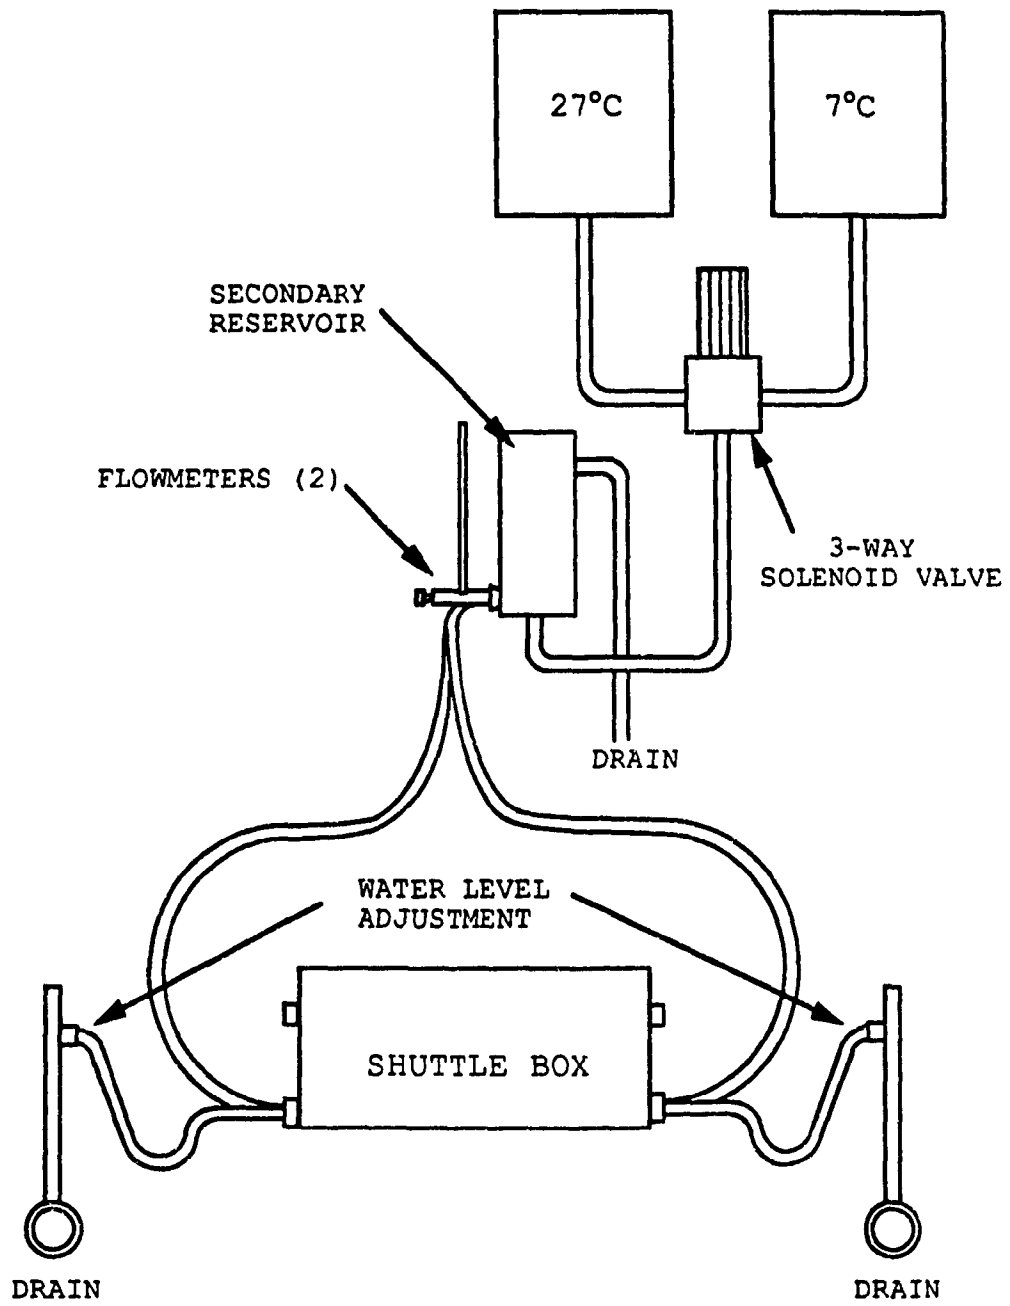 27°C
7°C
SECONDARY
RESERVOIR
FLOWMETERS (2)
3-WAY
SOLENOID VALVE
DRAIN
WATER LEVEL
ADJUSTMENT
SHUTTLE BOX
DRAIN
DRAIN